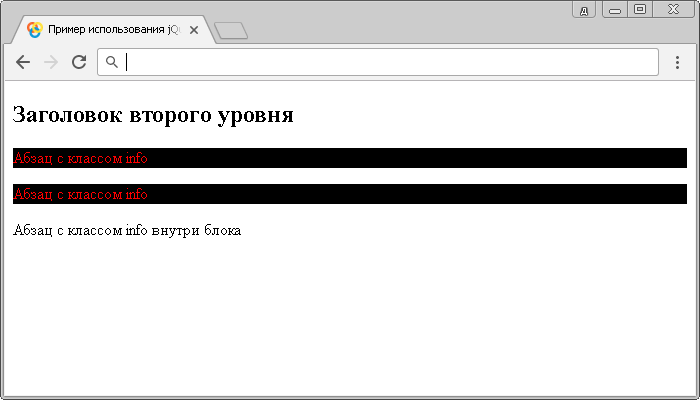 д
Пример использования jQ
Заголовок второго уровня
Абзац с классом info
Абзац с классом info
Абзац с классом info внутри блока